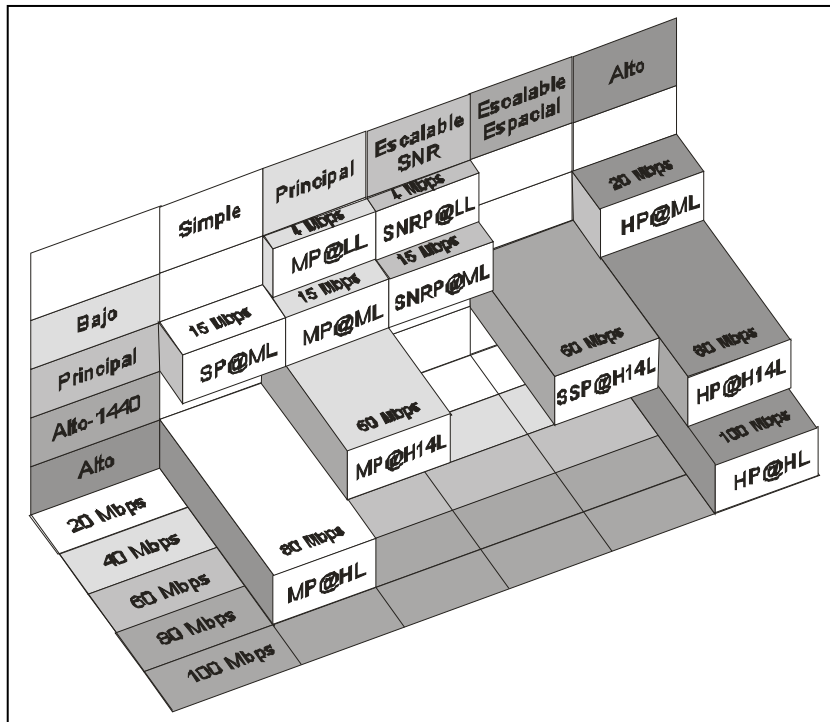 Alto
Escalable
Espacial
Escalable
SNR
Principal
Simple
Bajo
Principal
Alto-1440
Alto
20 Mbps
40 Mbps
60 Mbps
80 Mbps
100 Mbps
4 Mbps
MP@LL
4 Mbps
SNRP@LL
20 Mbps
HP@ML
15 Mbps
SP@ML
15 Mbps
MP@ML
15 Mbps
SNRP@ML
60 Mbps
MP@H14L
60 Mbps
SSP@H14L
60 Mbps
HP@H14L
80 Mbps
MP@HL
100 Mbps
HP@HL